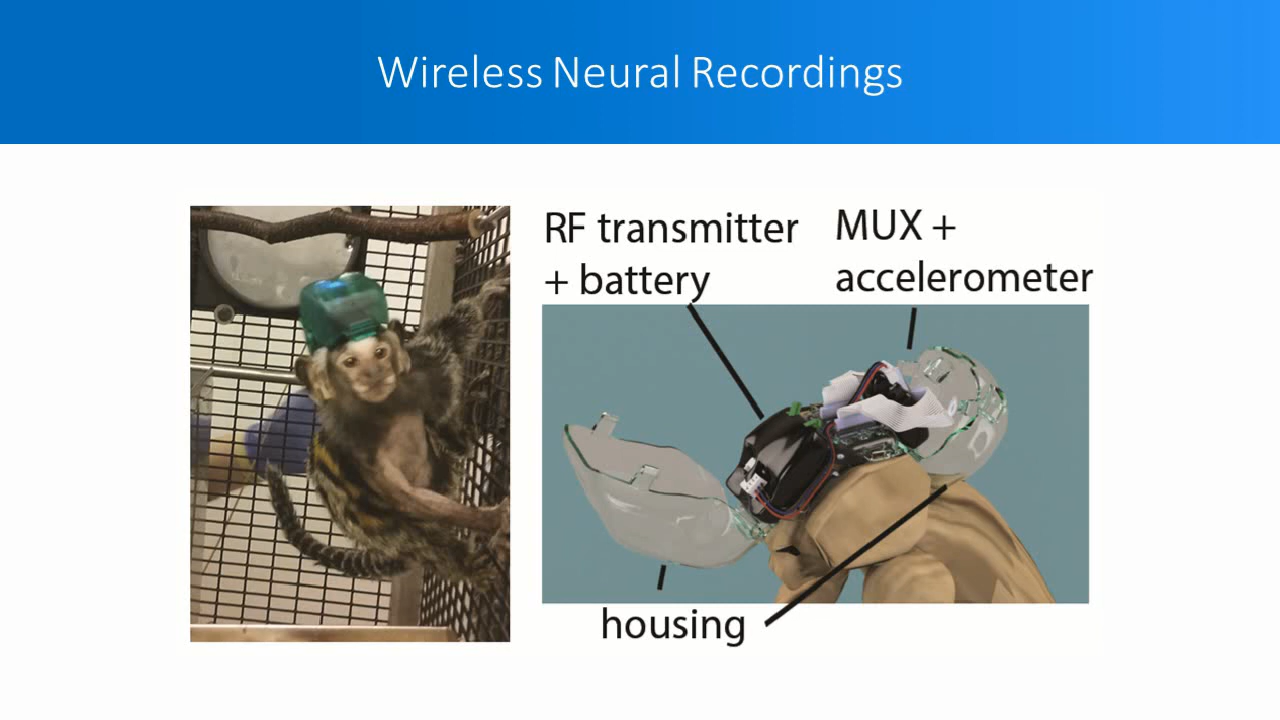 Wireless Neural Recordings
RF transmitter
+ battery
MUX +
accelerometer
housing